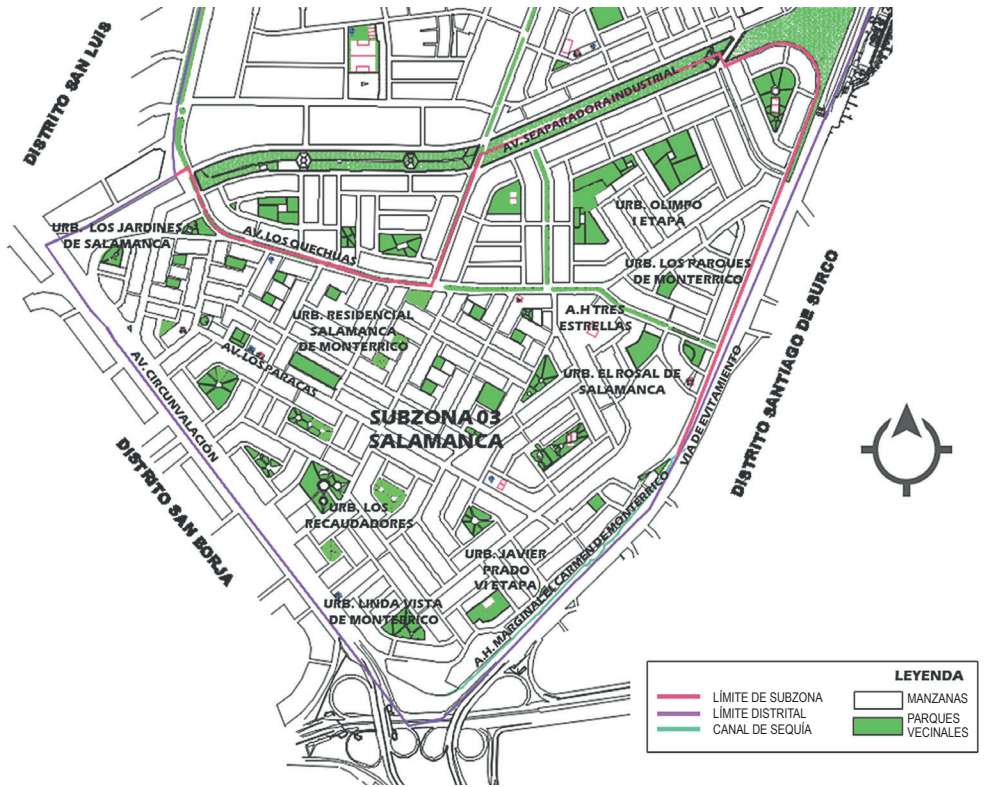 DISTRITO SAN LUIS
AV. SEAPARADORA INDUSTRIAL
URB. OLIMPO
I ETAPA
URB. LOS JARDINES
DE SALAMANCA
AV. LOS QUECHUAS
URB. LOS PARQUES
DE MONTERRICO
URB. RESIDENCIAL
SALAMANCA
DE MONTERRICO
A.H TRES
ESTRELLAS
DISTRITO SANTIAGO DE SURCO
AV. LOS PARACAS
URB. EL ROSAL DE
SALAMANCA
AV. CIRCUNVALACIÓN
VÍA DE EVITAMIENTO
SUBZONA 03
SALAMANCA
DISTRITO SAN BORJA
URB. LOS
RECAUDADORES
URB. JAVIER
PRADO
VI ETAPA
A.H. MARGINAL EL CARMEN DE MONTERRICO
URB. LINDA VISTA
DE MONTERRICO
LEYENDA
LÍMITE DE SUBZONA
LÍMITE DISTRITAL
CANAL DE SEQUÍA
MANZANAS
PARQUES
VECINALES